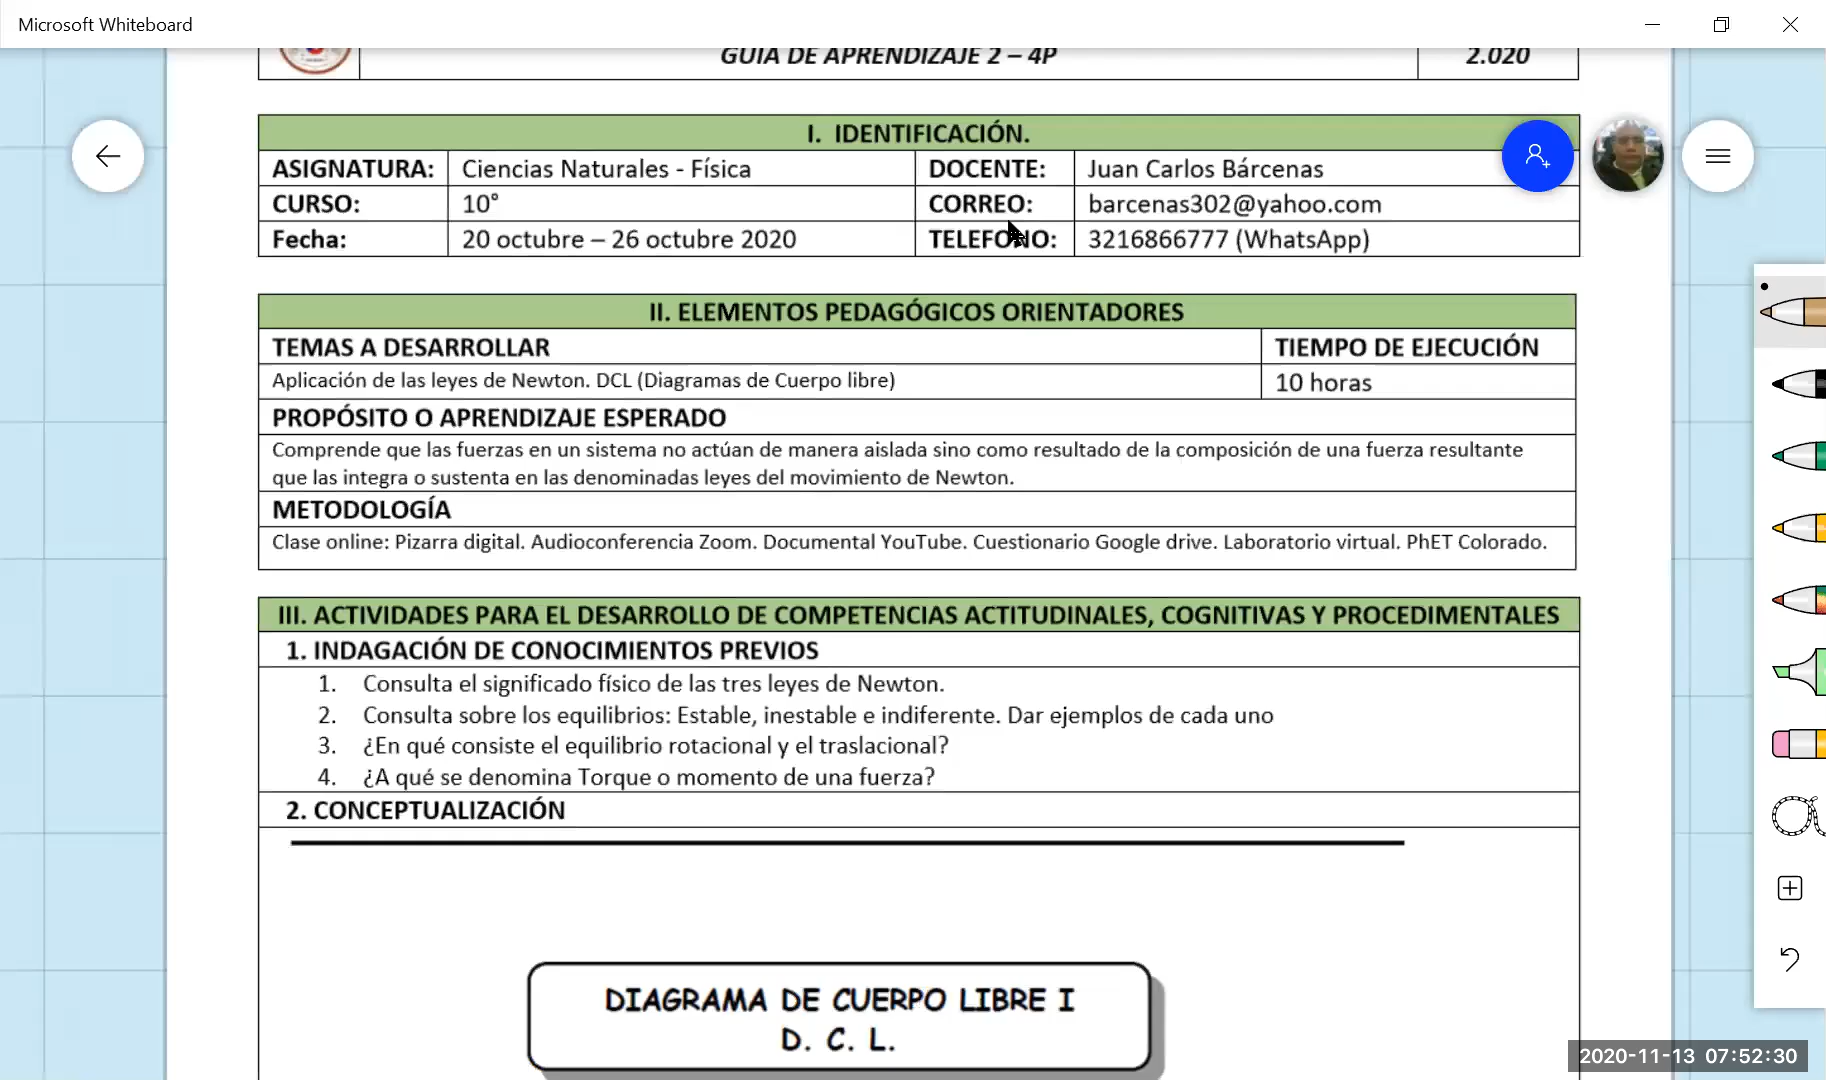 Microsoft Whiteboard
GUIA DE APRENDIZAJE 2 – 4P
2.020
I. IDENTIFICACIÓN.
ASIGNATURA: Ciencias Naturales - Física DOCENTE: Juan Carlos Bárcenas
CURSO: 10° CORREO: barcenas302@yahoo.com
Fecha: 20 octubre – 26 octubre 2020 TELEFONO: 3216866777 (WhatsApp)
II. ELEMENTOS PEDAGÓGICOS ORIENTADORES
TEMAS A DESARROLLAR TIEMPO DE EJECUCIÓN
Aplicación de las leyes de Newton. DCL (Diagramas de Cuerpo libre) 10 horas
PROPÓSITO O APRENDIZAJE ESPERADO
Comprende que las fuerzas en un sistema no actúan de manera aislada sino como resultado de la composición de una fuerza resultante
que las integra o sustenta en las denominadas leyes del movimiento de Newton.
METODOLOGÍA
Clase online: Pizarra digital. Audioconferencia Zoom. Documental YouTube. Cuestionario Google drive. Laboratorio virtual. PhET Colorado.
III. ACTIVIDADES PARA EL DESARROLLO DE COMPETENCIAS ACTITUDINALES, COGNITIVAS Y PROCEDIMENTALES
1. INDAGACIÓN DE CONOCIMIENTOS PREVIOS
1. Consulta el significado físico de las tres leyes de Newton.
2. Consulta sobre los equilibrios: Estable, inestable e indiferente. Dar ejemplos de cada uno
3. ¿En qué consiste el equilibrio rotacional y el traslacional?
4. ¿A qué se denomina Torque o momento de una fuerza?
2. CONCEPTUALIZACIÓN
DIAGRAMA DE CUERPO LIBRE I
D. C. L.
2020-11-13 07:52:30